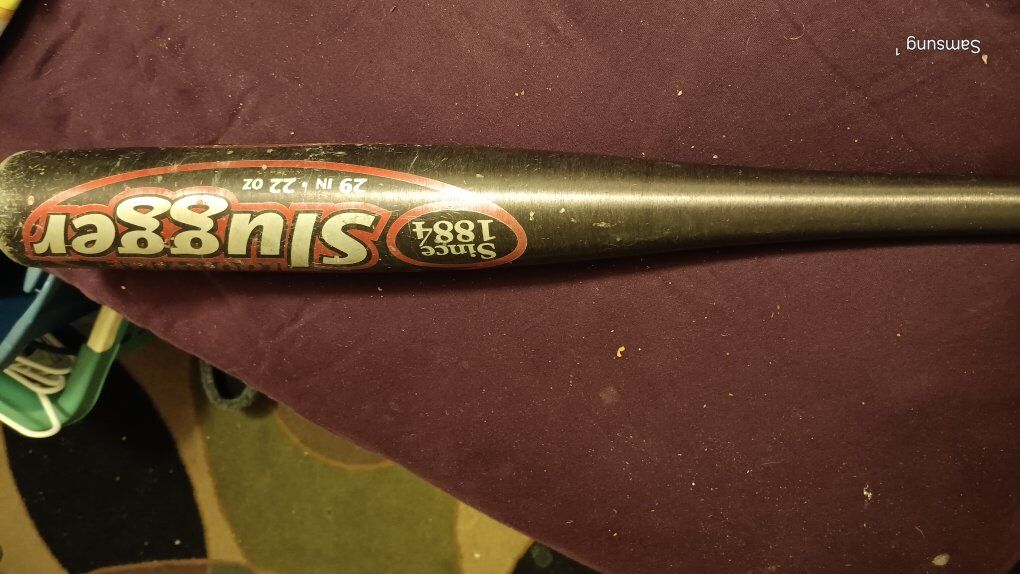 Since
1884
Slugger
29 IN • 22 OZ
Samsung